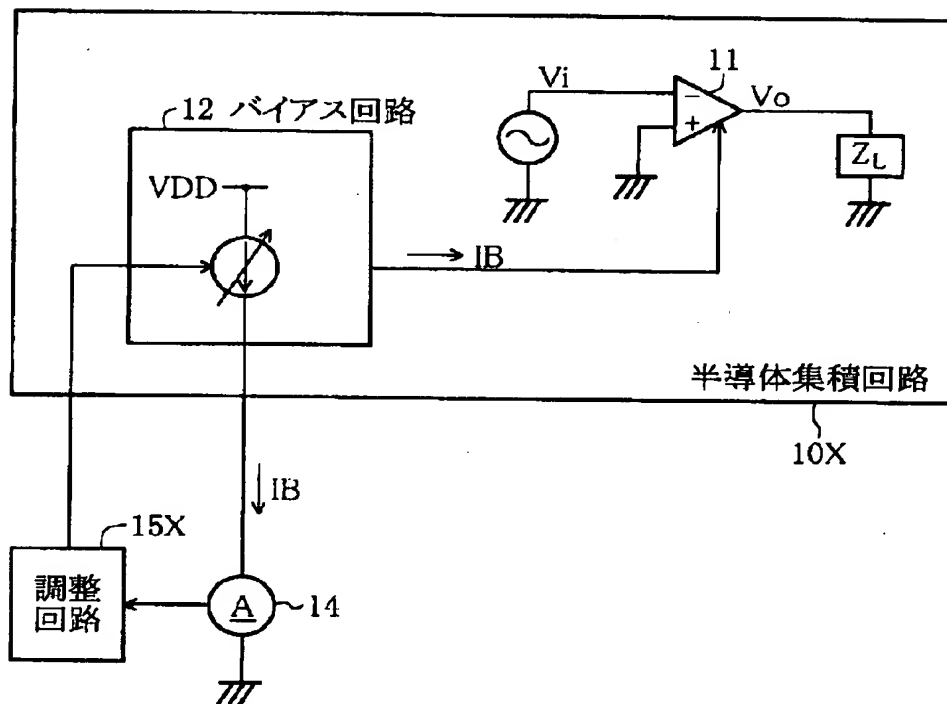 11
Vi
Vo
−
+
ZL
12 バイアス回路
VDD
IB
半導体集積回路
10X
IB
15X
調整
回路
A
14